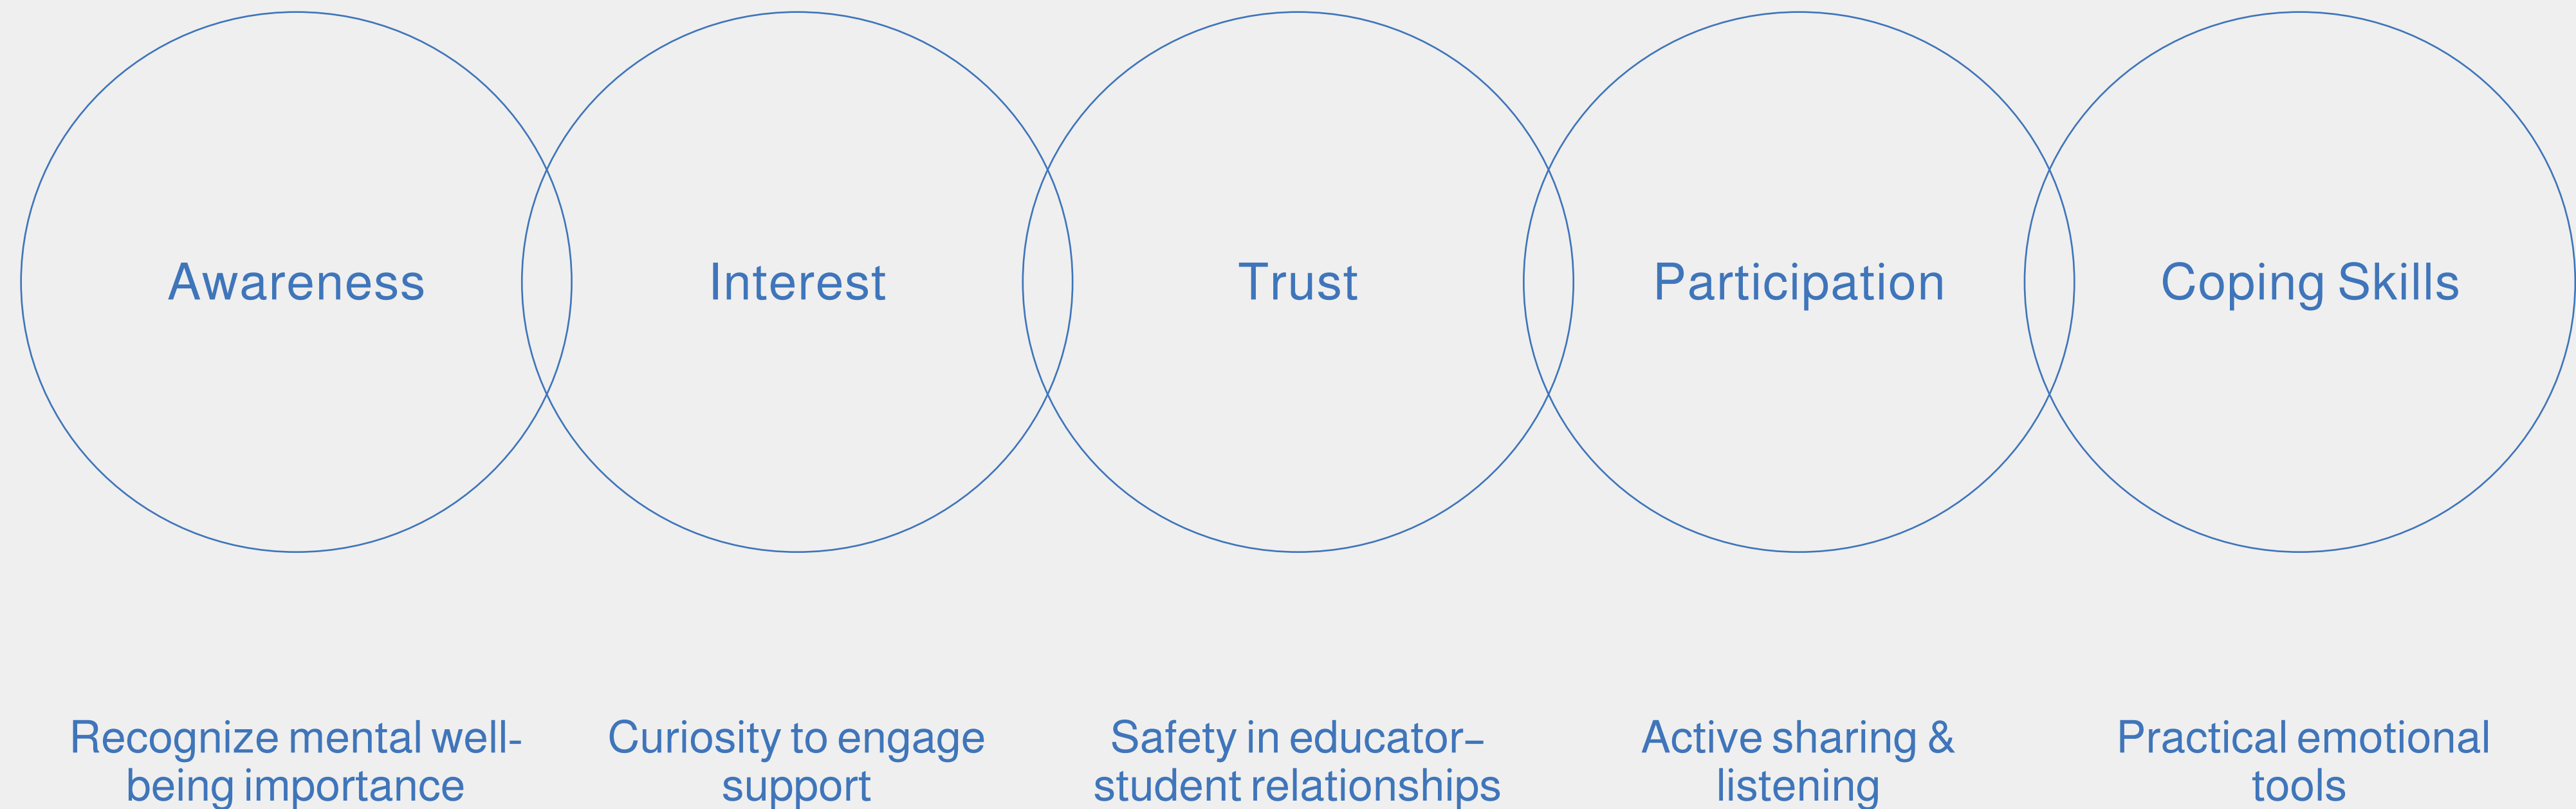 Awareness
Interest
Trust
Participation
Coping Skills
Recognize mental well-
being importance
Curiosity to engage
support
Safety in educator–
student relationships
Active sharing &
listening
Practical emotional
tools